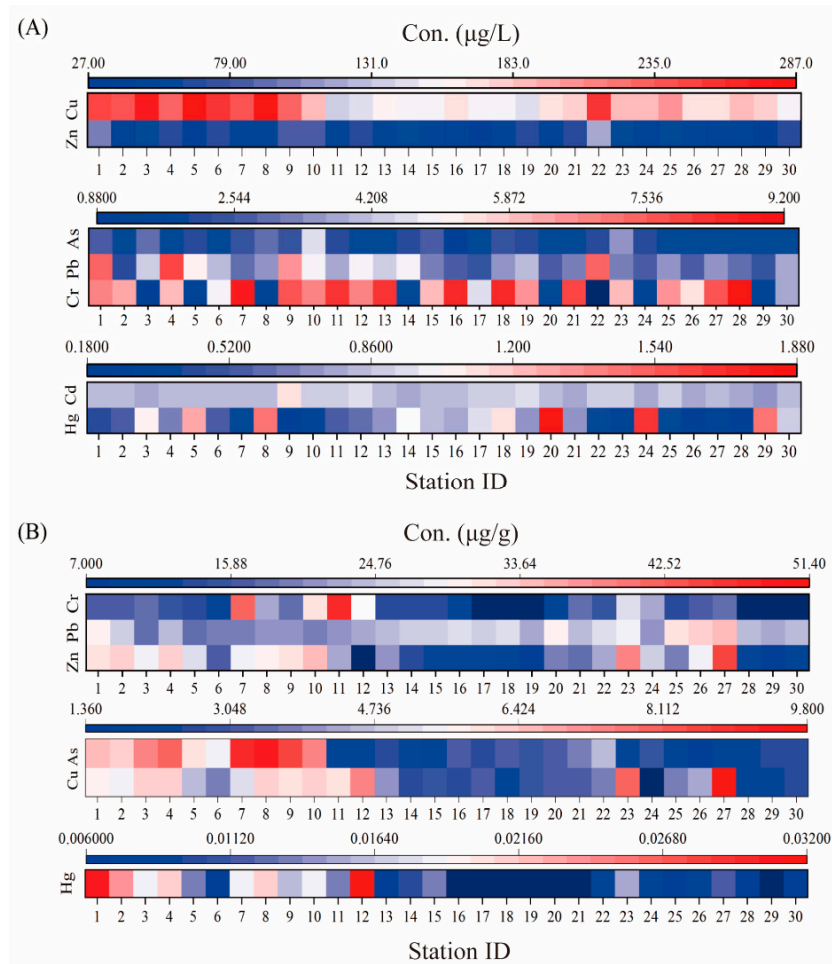 (A)
Con. (μg/L)
27.00 79.00 131.0 183.0 235.0 287.0
Cu
Zn
1 2 3 4 5 6 7 8 9 10 11 12 13 14 15 16 17 18 19 20 21 22 23 24 25 26 27 28 29 30
0.8800 2.544 4.208 5.872 7.536 9.200
As
Pb
Cr
1 2 3 4 5 6 7 8 9 10 11 12 13 14 15 16 17 18 19 20 21 22 23 24 25 26 27 28 29 30
0.1800 0.5200 0.8600 1.200 1.540 1.880
Cd
Hg
1 2 3 4 5 6 7 8 9 10 11 12 13 14 15 16 17 18 19 20 21 22 23 24 25 26 27 28 29 30
Station ID
(B)
Con. (μg/g)
7.000 15.88 24.76 33.64 42.52 51.40
Cr
Pb
Zn
1 2 3 4 5 6 7 8 9 10 11 12 13 14 15 16 17 18 19 20 21 22 23 24 25 26 27 28 29 30
1.360 3.048 4.736 6.424 8.112 9.800
As
Cu
1 2 3 4 5 6 7 8 9 10 11 12 13 14 15 16 17 18 19 20 21 22 23 24 25 26 27 28 29 30
0.006000 0.01120 0.01640 0.02160 0.02680 0.03200
Hg
1 2 3 4 5 6 7 8 9 10 11 12 13 14 15 16 17 18 19 20 21 22 23 24 25 26 27 28 29 30
Station ID